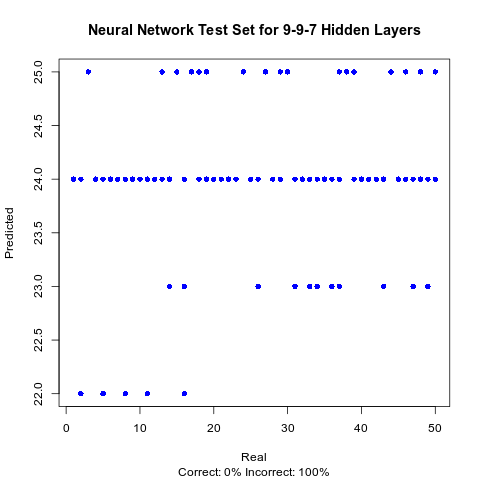 Neural Network Test Set for 9-9-7 Hidden Layers
25.0
24.5
24.0
23.5
23.0
22.5
22.0
Predicted
0 10 20 30 40 50
Real
Correct: 0% Incorrect: 100%